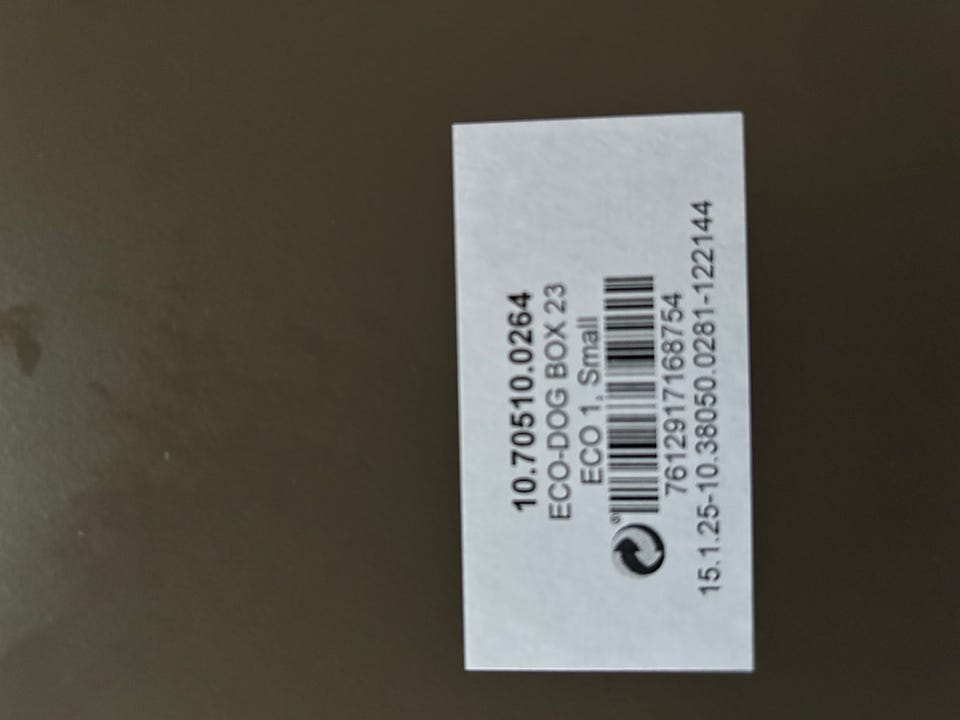 10.70510.0264
ECO-DOG BOX 23
ECO 1, Small
7612917168754
15.1.25-10.38050.0281-122144